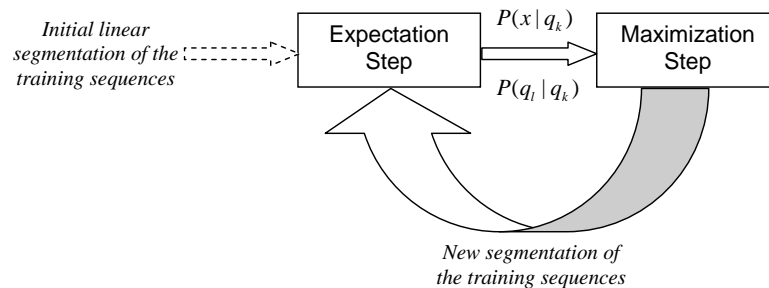 Initial linear
segmentation of the
training sequences
Expectation
Step
P(x | q_k)
P(q_l | q_k)
Maximization
Step
New segmentation of
the training sequences